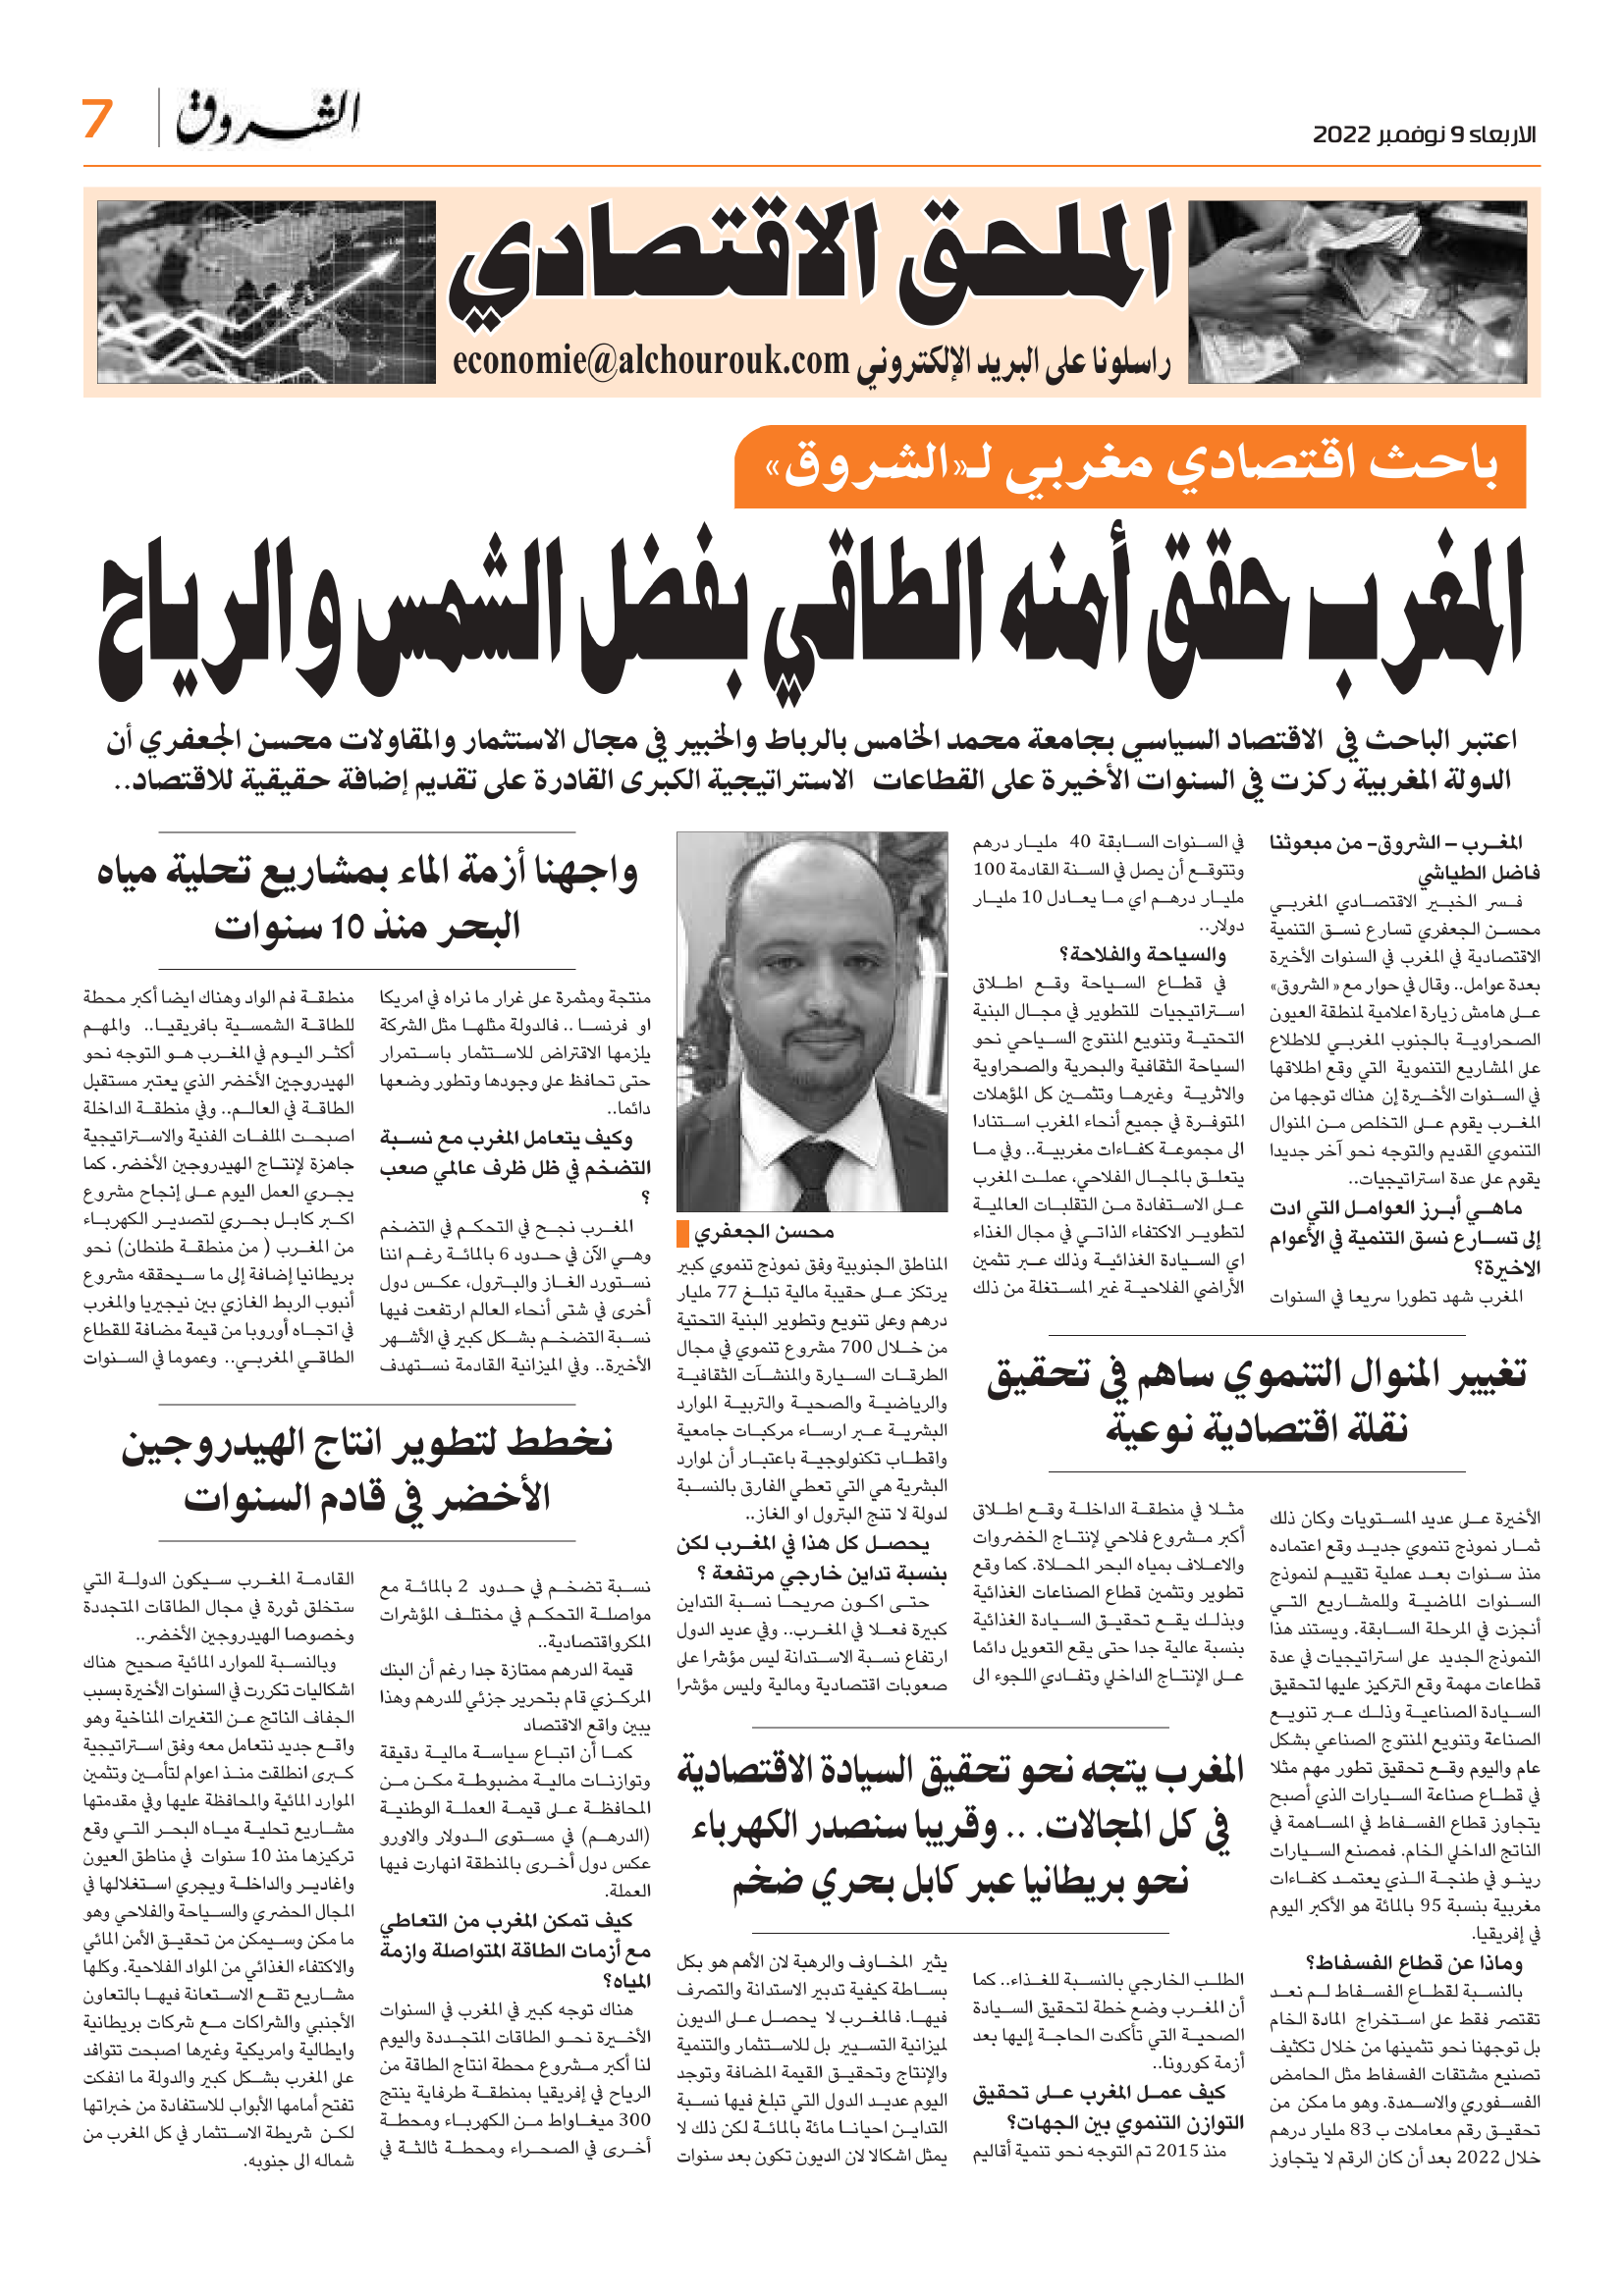 الاربعاء 9 نوفمبر 2022
الشروق
7
الملحق الاقتصادي
راسلونا على البريد الإلكتروني economie@alchourouk.com
باحث اقتصادي مغربي لـ«الشروق»
المغرب حقق أمنه الطاقي بفضل الشمس والرياح
اعتبر الباحث في الاقتصاد السياسي بجامعة محمد الخامس بالرباط والخبير في مجال الاستثمار والمقاولات محسن الجعفري أن
الدولة المغربية ركزت في السنوات الأخيرة على القطاعات الاستراتيجية الكبرى القادرة على تقديم إضافة حقيقية للاقتصاد..
المغرب – الشروق- من مبعوثنا
فاضل الطياشي
فسر الخبير الاقتصادي المغربي
محسن الجعفري تسارع نسق التنمية
الاقتصادية في المغرب في السنوات الأخيرة
بعدة عوامل.. وقال في حوار مع « الشروق»
على هامش زيارة اعلامية لمنطقة العيون
الصحراوية بالجنوب المغربي للاطلاع
على المشاريع التنموية التي وقع اطلاقها
في السنوات الأخيرة إن هناك توجها من
المغرب يقوم على التخلص من المنوال
التنموي القديم والتوجه نحو آخر جديدا
يقوم على عدة استراتيجيات..
ماهي أبرز العوامل التي ادت
إلى تسارع نسق التنمية في الأعوام
الاخيرة؟
المغرب شهد تطورا سريعا في السنوات
تغيير المنوال التنموي ساهم في تحقيق
نقلة اقتصادية نوعية
الأخيرة على عديد المستويات وكان ذلك
ثمار نموذج تنموي جديد وقع اعتماده
منذ سنوات بعد عملية تقييم لنموذج
السنوات الماضية وللمشاريع التي
أنجزت في المرحلة السابقة. ويستند هذا
النموذج الجديد على استراتيجيات في عدة
قطاعات مهمة وقع التركيز عليها لتحقيق
السيادة الصناعية وذلك عبر تنويع
الصناعة وتنويع المنتوج الصناعي بشكل
عام واليوم وقع تحقيق تطور مهم مثلا
في قطاع صناعة السيارات الذي أصبح
يتجاوز قطاع الفسفاط في المساهمة في
الناتج الداخلي الخام. فمصنع السيارات
رينو في طنجة الذي يعتمد كفاءات
مغربية بنسبة 95 بالمائة هو الأكبر اليوم
في إفريقيا.
وماذا عن قطاع الفسفاط؟
بالنسبة لقطاع الفسفاط لم نعد
تقتصر فقط على استخراج المادة الخام
بل توجهنا نحو تثمينها من خلال تكثيف
تصنيع مشتقات الفسفاط مثل الحامض
الفسفوري والاسمدة. وهو ما مكن من
تحقيق رقم معاملات ب 83 مليار درهم
خلال 2022 بعد أن كان الرقم لا يتجاوز
في السنوات السابقة 40 مليار درهم
وتتوقع أن يصل في السنة القادمة 100
مليار درهم اي ما يعادل 10 مليار
دولار..
والسياحة والفلاحة؟
في قطاع السياحة وقع اطلاق
استراتيجيات للتطوير في مجال البنية
التحتية وتنويع المنتوج السياحي نحو
السياحة الثقافية والبحرية والصحراوية
والاثرية وغيرها وتثمين كل المؤهلات
المتوفرة في جميع أنحاء المغرب استنادا
الى مجموعة كفاءات مغربية.. وفي ما
يتعلق بالمجال الفلاحي، عملت المغرب
على الاستفادة من التقلبات العالمية
لتطوير الاكتفاء الذاتي في مجال الغذاء
اي السيادة الغذائية وذلك عبر تثمين
الأراضي الفلاحية غير المستغلة من ذلك
مثلا في منطقة الداخلة وقع اطلاق
أكبر مشروع فلاحي لإنتاج الخضروات
والاعلاف بمياه البحر المحلاة. كما وقع
تطوير وتثمين قطاع الصناعات الغذائية
وبذلك يقع تحقيق السيادة الغذائية
بنسبة عالية جدا حتى يقع التعويل دائما
على الإنتاج الداخلي وتفادي اللجوء الى
المغرب يتجه نحو تحقيق السيادة الاقتصادية
في كل المجالات. .. وقريبا سنصدر الكهرباء
نحو بريطانيا عبر كابل بحري ضخم
الطلب الخارجي بالنسبة للغذاء.. كما
أن المغرب وضع خطة لتحقيق السيادة
الصحية التي تأكدت الحاجة إليها بعد
أزمة كورونا..
كيف عمل المغرب على تحقيق
التوازن التنموي بين الجهات؟
منذ 2015 تم التوجه نحو تنمية أقاليم
محسن الجعفري
المناطق الجنوبية وفق نموذج تنموي كبير
يرتكز على حقيبة مالية تبلغ 77 مليار
درهم وعلى تنويع وتطوير البنية التحتية
من خلال 700 مشروع تنموي في مجال
الطرقات السيارة والمنشآت الثقافية
والرياضية والصحية والتربية الموارد
البشرية عبر ارساء مركبات جامعية
واقطاب تكنولوجية باعتبار أن لموارد
البشرية هي التي تعطي الفارق بالنسبة
لدولة لا تنج البترول او الغاز..
يحصل كل هذا في المغرب لكن
بنسبة تداين خارجي مرتفعة ؟
حتى اكون صريحا نسبة التداين
كبيرة فعلا في المغرب.. وفي عديد الدول
ارتفاع نسبة الاستدانة ليس مؤشرا على
صعوبات اقتصادية ومالية وليس مؤشرا
يثير المخاوف والرهبة لان الأهم هو بكل
بساطة كيفية تدبير الاستدانة والتصرف
فيها. فالمغرب لا يحصل على الديون
لميزانية التسيير بل للاستثمار والتنمية
والإنتاج وتحقيق القيمة المضافة وتوجد
اليوم عديد الدول التي تبلغ فيها نسبة
التداين احيانا مائة بالمائة لكن ذلك لا
يمثل اشكالا لان الديون تكون بعد سنوات
واجهنا أزمة الماء بمشاريع تحلية مياه
البحر منذ 10 سنوات
منتجة ومثمرة على غرار ما نراه في امريكا
او فرنسا .. فالدولة مثلها مثل الشركة
يلزمها الاقتراض للاستثمار باستمرار
حتى تحافظ على وجودها وتطور وضعها
دائما..
وكيف يتعامل المغرب مع نسبة
التضخم في ظل ظرف عالمي صعب
؟
المغرب نجح في التحكم في التضخم
وهي الآن في حدود 6 بالمائة رغم اننا
نستورد الغاز والبترول، عكس دول
أخرى في شتى أنحاء العالم ارتفعت فيها
نسبة التضخم بشكل كبير في الأشهر
الأخيرة.. وفي الميزانية القادمة نستهدف
نخطط لتطوير انتاج الهيدروجين
الأخضر في قادم السنوات
نسبة تضخم في حدود 2 بالمائة مع
مواصلة التحكم في مختلف المؤشرات
المكرواقتصادية..
قيمة الدرهم ممتازة جدا رغم أن البنك
المركزي قام بتحرير جزئي للدرهم وهذا
يبين واقع الاقتصاد
كما أن اتباع سياسة مالية دقيقة
وتوازنات مالية مضبوطة مكن من
المحافظة على قيمة العملة الوطنية
(الدرهم) في مستوى الدولار والاورو
عكس دول أخرى بالمنطقة انهارت فيها
العملة.
كيف تمكن المغرب من التعاطي
مع أزمات الطاقة المتواصلة وازمة
المياه؟
هناك توجه كبير في المغرب في السنوات
الأخيرة نحو الطاقات المتجددة واليوم
لنا أكبر مشروع محطة انتاج الطاقة من
الرياح في إفريقيا بمنطقة طرفاية ينتج
300 ميغاواط من الكهرباء ومحطة
أخرى في الصحراء ومحطة ثالثة في
منطقة فم الواد وهناك ايضا أكبر محطة
للطاقة الشمسية بافريقيا.. والمهم
أكثر اليوم في المغرب هو التوجه نحو
الهيدروجين الأخضر الذي يعتبر مستقبل
الطاقة في العالم.. وفي منطقة الداخلة
اصبحت الملفات الفنية والاستراتيجية
جاهزة لإنتاج الهيدروجين الأخضر. كما
يجري العمل اليوم على إنجاح مشروع
اكبر كابل بحري لتصدير الكهرباء
من المغرب ( من منطقة طنطان) نحو
بريطانيا إضافة إلى ما سيحققه مشروع
أنبوب الربط الغازي بين نيجيريا والمغرب
في اتجاه أوروبا من قيمة مضافة للقطاع
الطاقي المغربي.. وعموما في السنوات
القادمة المغرب سيكون الدولة التي
ستخلق ثورة في مجال الطاقات المتجددة
وخصوصا الهيدروجين الأخضر..
وبالنسبة للموارد المائية صحيح هناك
اشكاليات تكررت في السنوات الأخيرة بسبب
الجفاف الناتج عن التغيرات المناخية وهو
واقع جديد نتعامل معه وفق استراتيجية
كبرى انطلقت منذ اعوام لتأمين وتثمين
الموارد المائية والمحافظة عليها وفي مقدمتها
مشاريع تحلية مياه البحر التي وقع
تركيزها منذ 10 سنوات في مناطق العيون
واغادير والداخلة ويجري استغلالها في
المجال الحضري والسياحة والفلاحي وهو
ما مكن وسيمكن من تحقيق الأمن المائي
والاكتفاء الغذائي من المواد الفلاحية. وكلها
مشاريع تقع الاستعانة فيها بالتعاون
الأجنبي والشراكات مع شركات بريطانية
وايطالية وامريكية وغيرها اصبحت تتوافد
على المغرب بشكل كبير والدولة ما انفكت
تفتح أمامها الأبواب للاستفادة من خبراتها
لكن شريطة الاستثمار في كل المغرب من
شماله الى جنوبه.